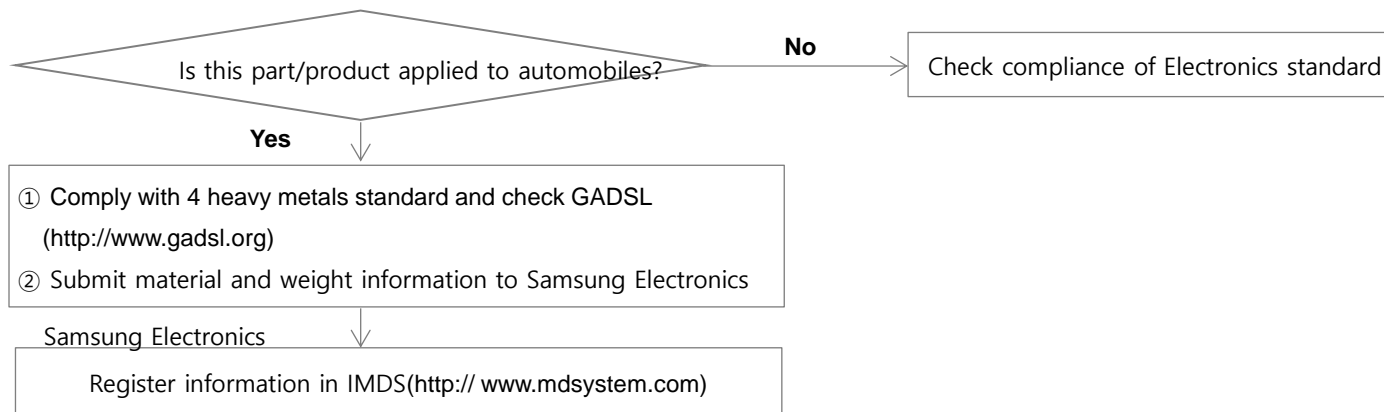 Is this part/product applied to automobiles?
No
Check compliance of Electronics standard
Yes
① Comply with 4 heavy metals standard and check GADSL
(http://www.gadsl.org)
② Submit material and weight information to Samsung Electronics
Samsung Electronics
Register information in IMDS(http:// www.mdsystem.com)